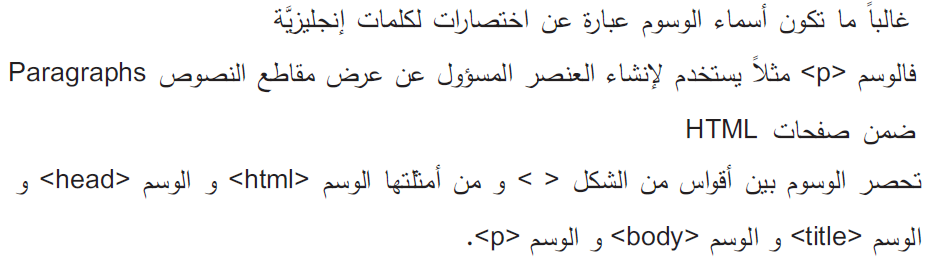 غالباً ما تكون أسماء الوسوم عبارة عن اختصارات لكلمات إنجليزيَّة
فالوسم <p> مثلاً يستخدم لإنشاء العنصر المسؤول عن عرض مقاطع النصوص Paragraphs
ضمن صفحات HTML
تحصر الوسوم بين أقواس من الشكل < > و من أمثلتها الوسم <html> و الوسم <head> و
الوسم <title> و الوسم <body> و الوسم <p>.